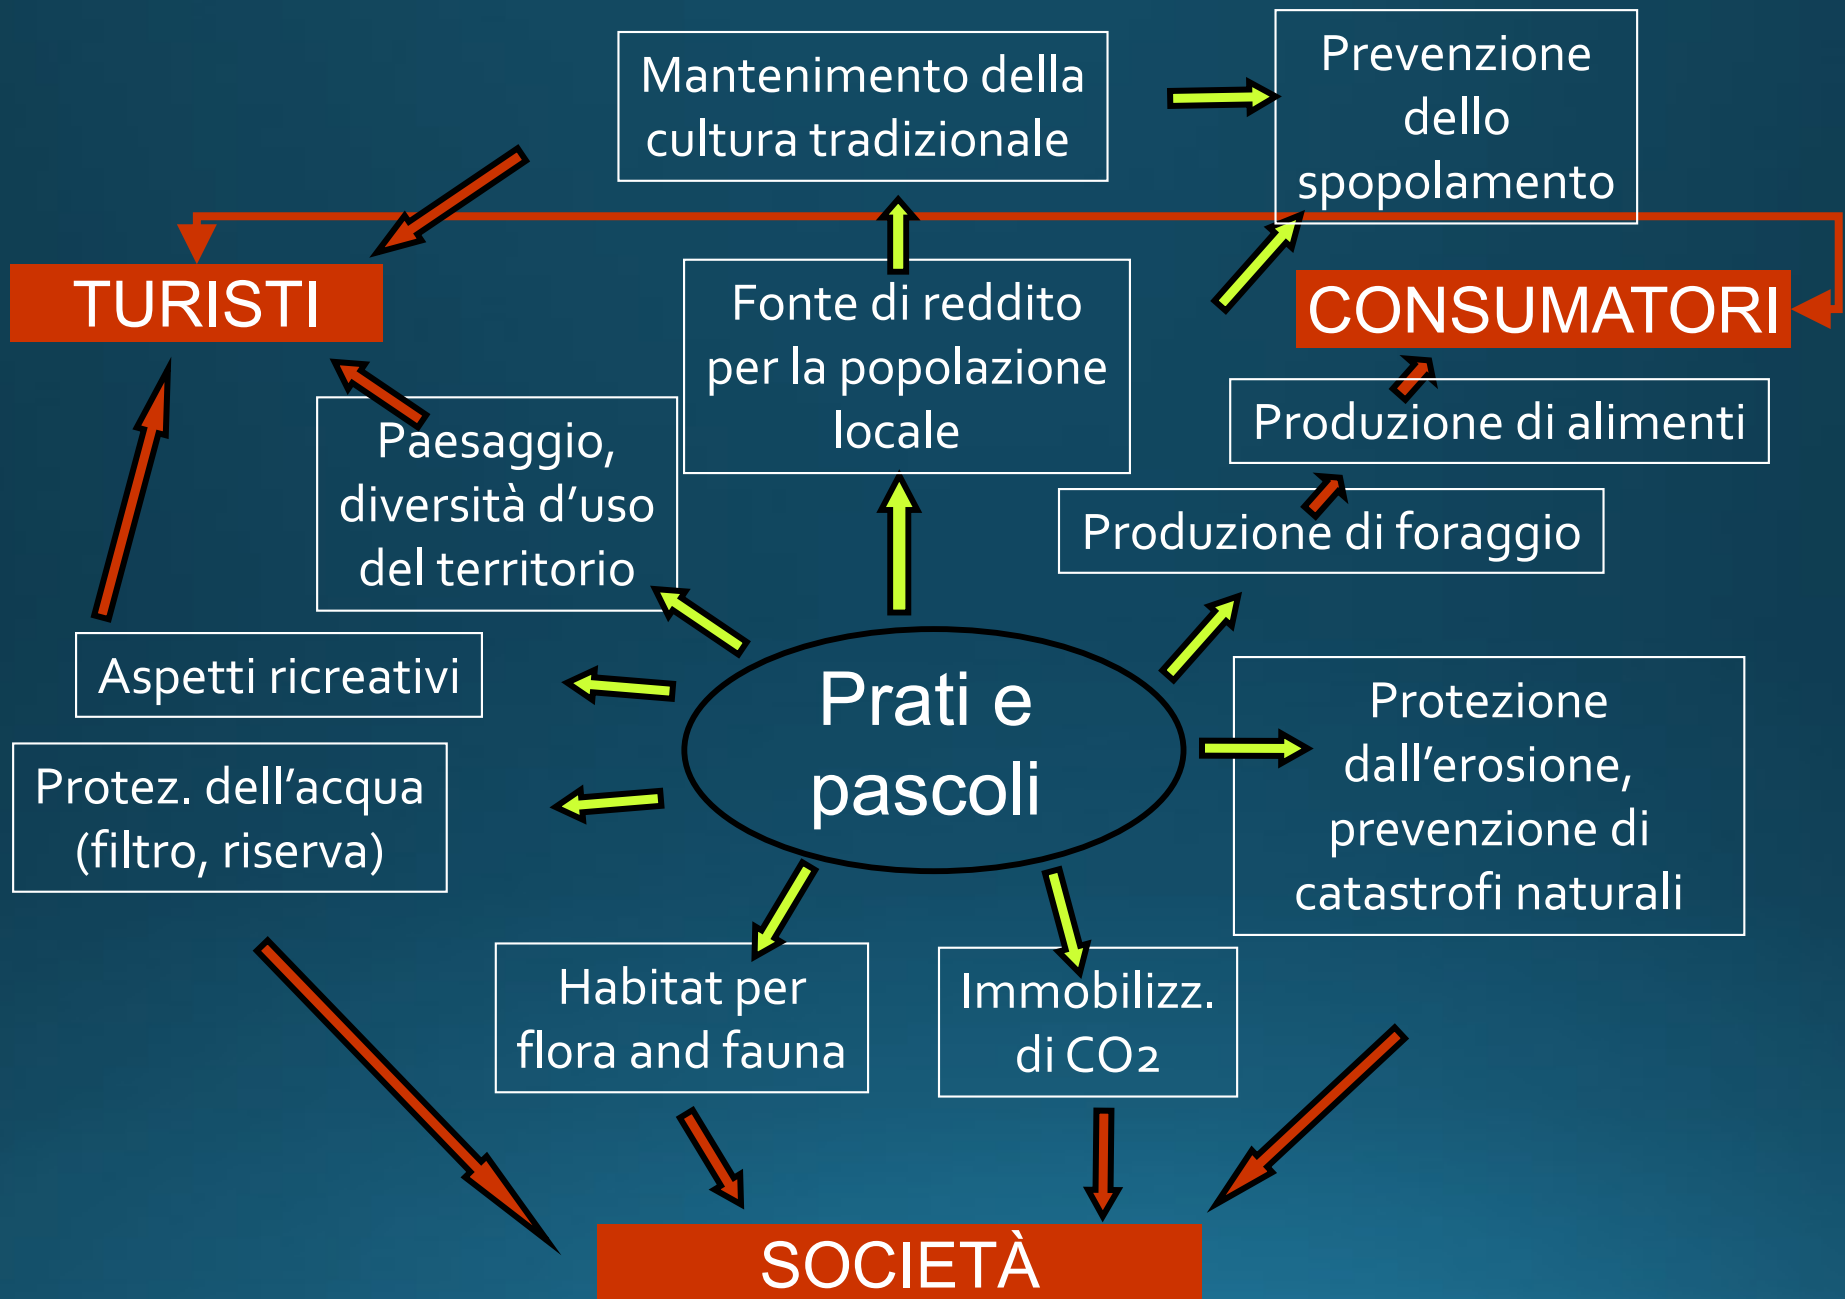 Mantenimento della
cultura tradizionale
Prevenzione
dello
spopolamento
TURISTI
Fonte di reddito
per la popolazione
locale
CONSUMATORI
Paesaggio,
diversità d’uso
del territorio
Produzione di alimenti
Produzione di foraggio
Aspetti ricreativi
Prati e
pascoli
Protezione
dall'erosione,
prevenzione di
catastrofi naturali
Protez. dell’acqua
(filtro, riserva)
Habitat per
flora and fauna
Immobilizz.
di CO2
SOCIETÀ